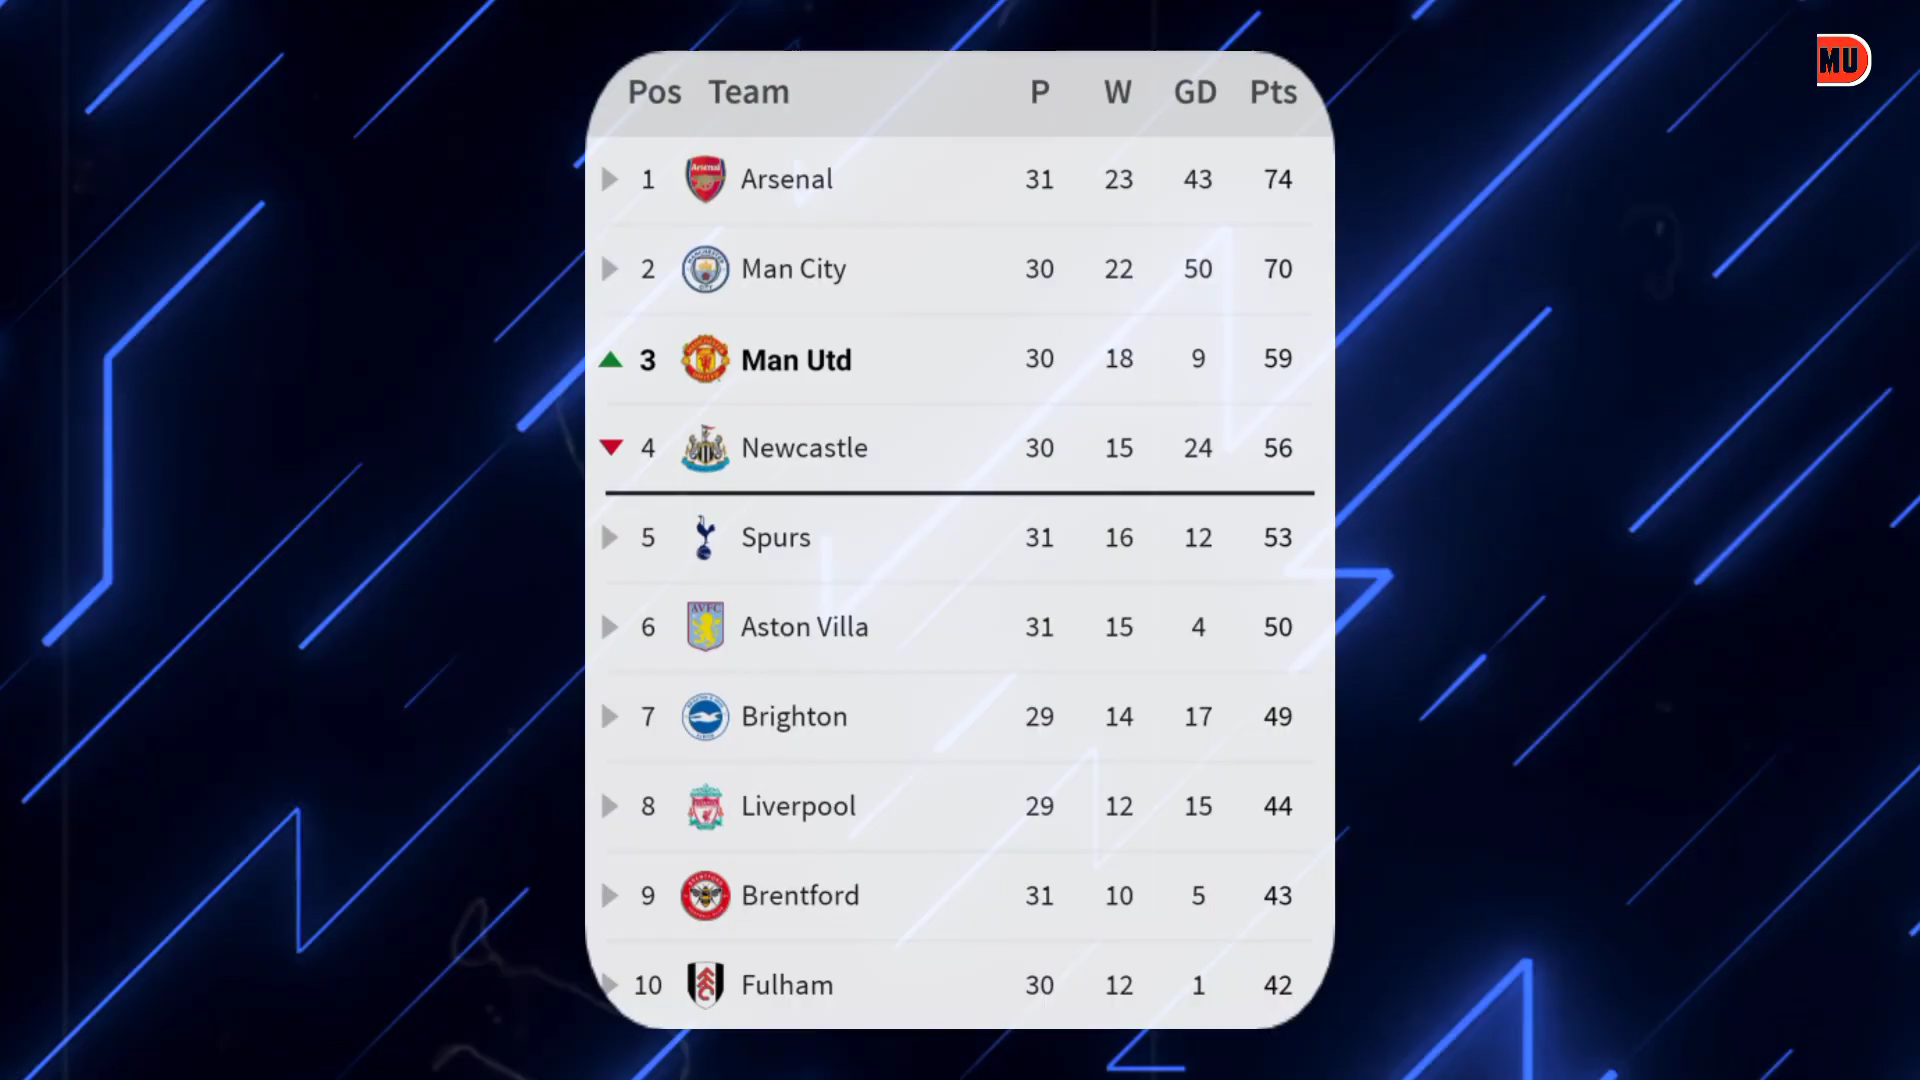 MU
Pos Team P W GD Pts
1 Arsenal 31 23 43 74
2 Man City 30 22 50 70
3 Man Utd 30 18 9 59
4 Newcastle 30 15 24 56
5 Spurs 31 16 12 53
6 Aston Villa 31 15 4 50
7 Brighton 29 14 17 49
8 Liverpool 29 12 15 44
9 Brentford 31 10 5 43
10 Fulham 30 12 1 42